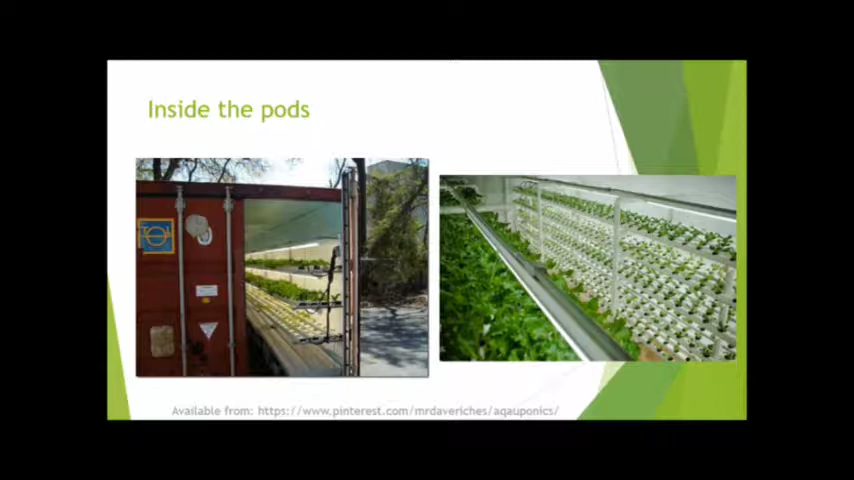 Inside the pods
Available from: https://www.pinterest.com/mrdaveriches/aqauponics/